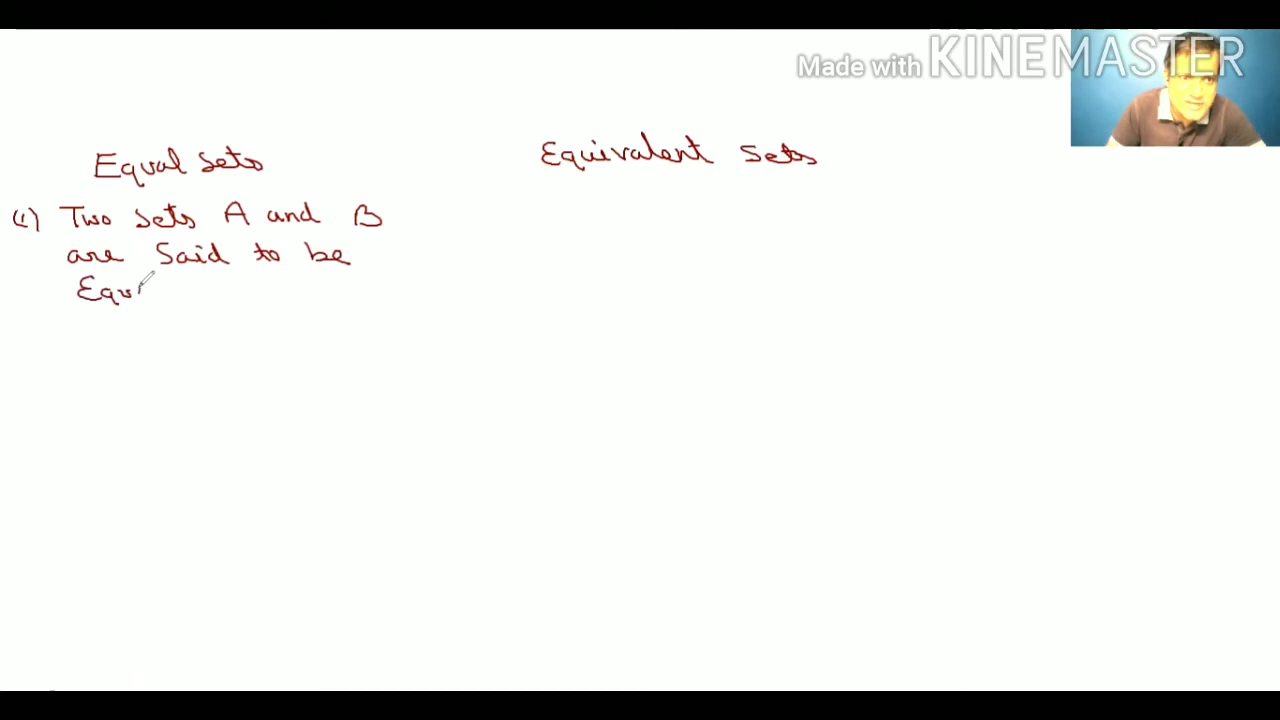 Made with KINEMASTER
Equal sets
Equivalent sets
(1) Two sets A and B
are Said to be
Equ